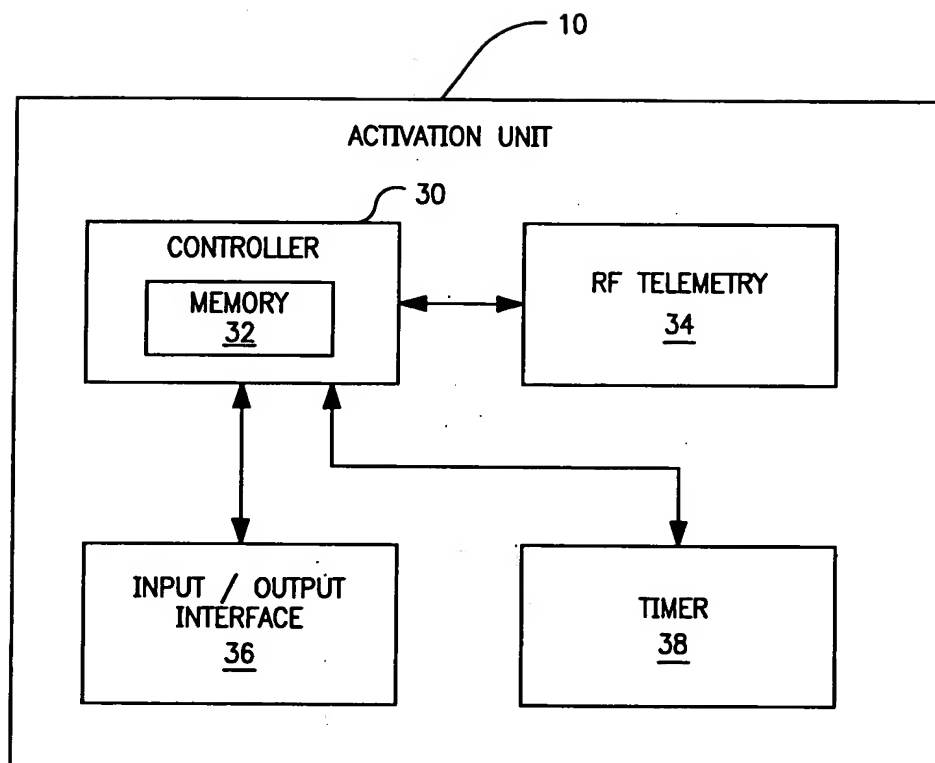 10
ACTIVATION UNIT
30
CONTROLLER
MEMORY
32
RF TELEMETRY
34
INPUT / OUTPUT
INTERFACE
36
TIMER
38